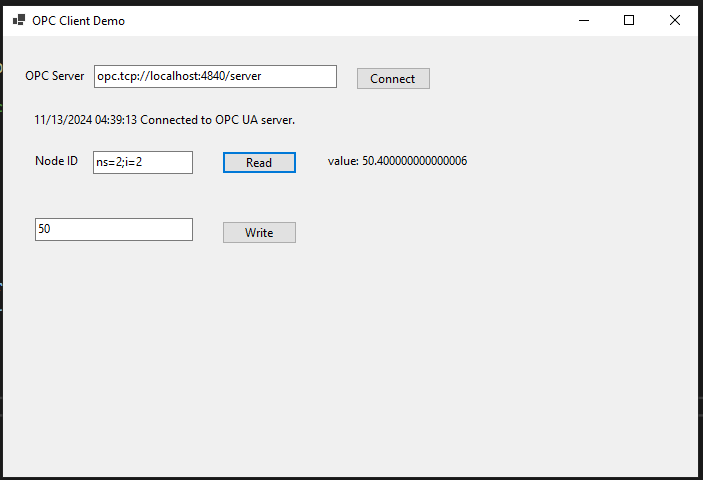 OPC Client Demo
OPC Server opc.tcp://localhost:4840/server Connect
11/13/2024 04:39:13 Connected to OPC UA server.
Node ID ns=2;i=2 Read value: 50.400000000000006
50 Write